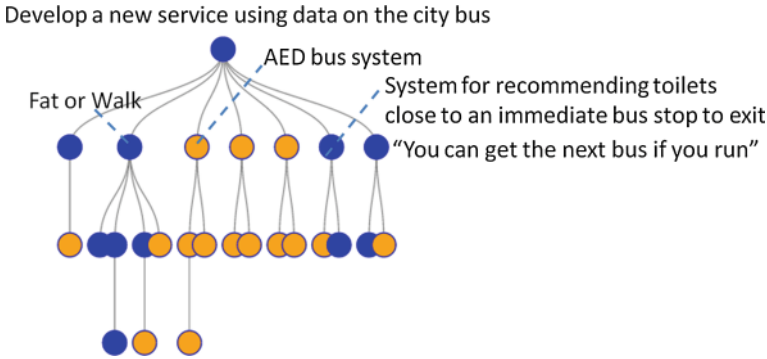 Develop a new service using data on the city bus
AED bus system
System for recommending toilets
close to an immediate bus stop to exit
Fat or Walk
“You can get the next bus if you run”